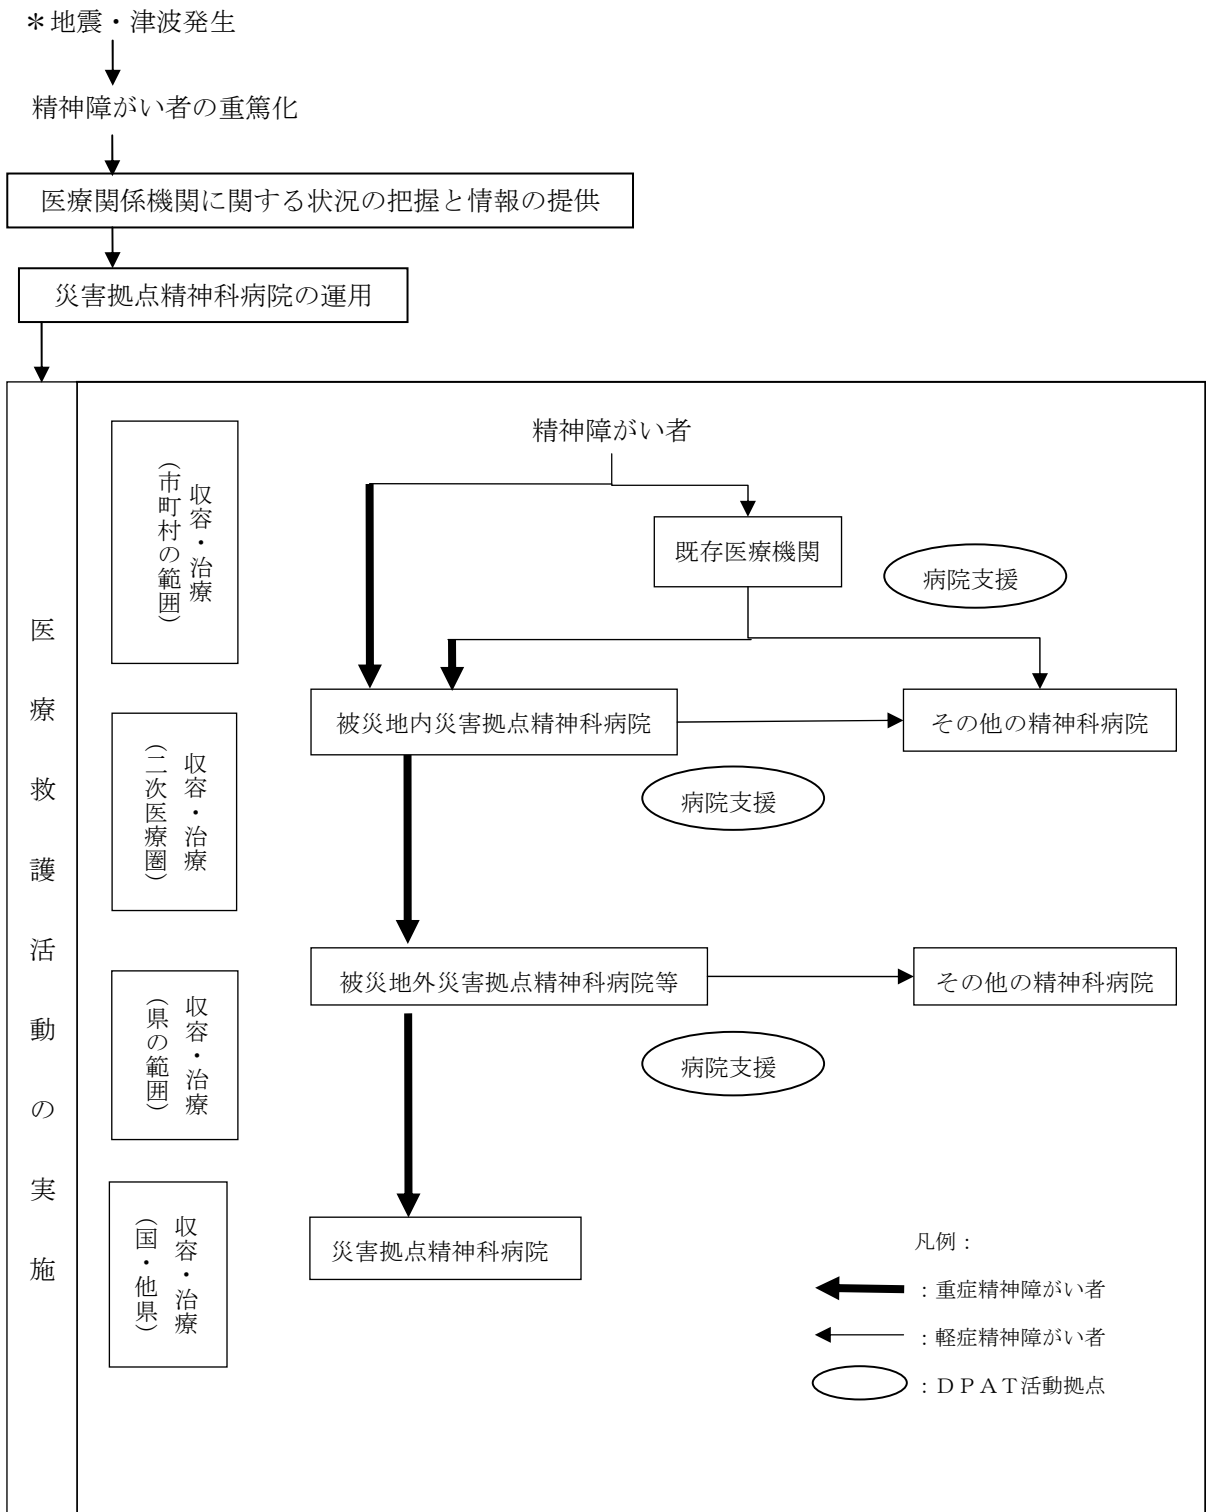 ＊地震・津波発生
精神障がい者の重篤化
医療関係機関に関する状況の把握と情報の提供
災害拠点精神科病院の運用
医療救護活動の実施
収容・治療
（市町村の範囲）
精神障がい者
既存医療機関
病院支援
収容・治療
（二次医療圏）
被災地内災害拠点精神科病院
その他の精神科病院
病院支援
収容・治療
（県の範囲）
被災地外災害拠点精神科病院等
その他の精神科病院
病院支援
収容・治療
（国・他県）
災害拠点精神科病院
凡例：
：重症精神障がい者
：軽症精神障がい者
：ＤＰＡＴ活動拠点